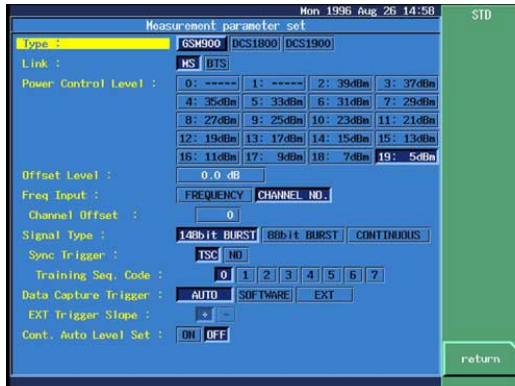 Mon 1996 Aug 26 14:58
STD
Measurement parameter set
Type : GSM900 DCS1800 DCS1900
Link : MS BTS
Power Control Level : 0: ----- 1: ----- 2: 39dBm 3: 37dBm
4: 35dBm 5: 33dBm 6: 31dBm 7: 29dBm
8: 27dBm 9: 25dBm 10: 23dBm 11: 21dBm
12: 19dBm 13: 17dBm 14: 15dBm 15: 13dBm
16: 11dBm 17: 9dBm 18: 7dBm 19: 5dBm
Offset Level : 0.0 dB
Freq Input : FREQUENCY CHANNEL NO.
Channel Offset : 0
Signal Type : 148bit BURST 88bit BURST CONTINUOUS
Sync Trigger : TSC NO
Training Seq. Code : 0 1 2 3 4 5 6 7
Data Capture Trigger : AUTO SOFTWARE EXT
EXT Trigger Slope : + -
Cont. Auto Level Set : ON OFF
return